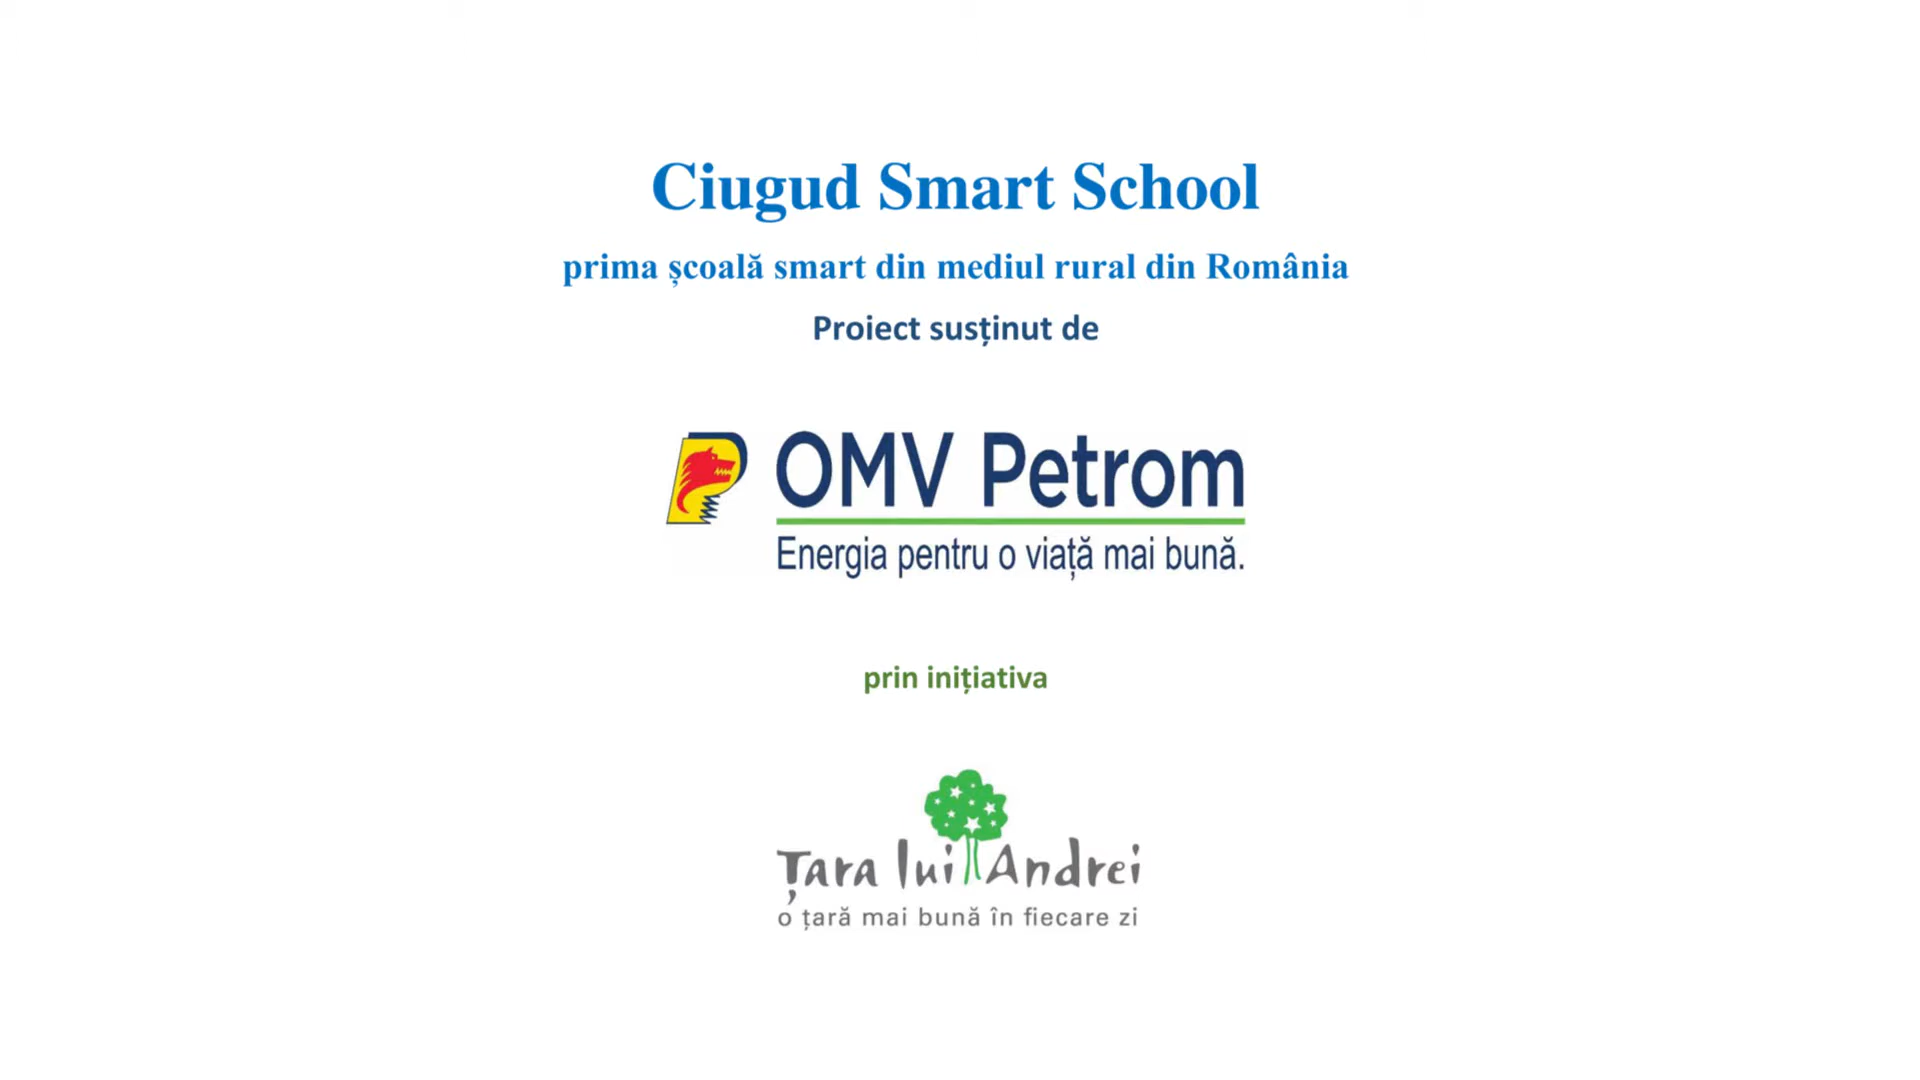 Ciugud Smart School
prima școală smart din mediul rural din România
Proiect susținut de
OMV Petrom
Energia pentru o viață mai bună.
prin inițiativa
Țara lui Andrei
o țară mai bună în fiecare zi